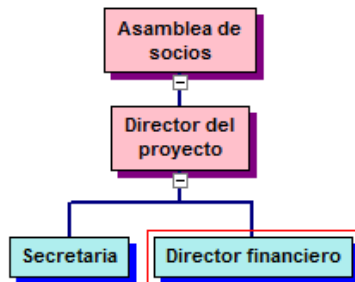 Asamblea de
socios
Director del
proyecto
Secretaria
Director financiero